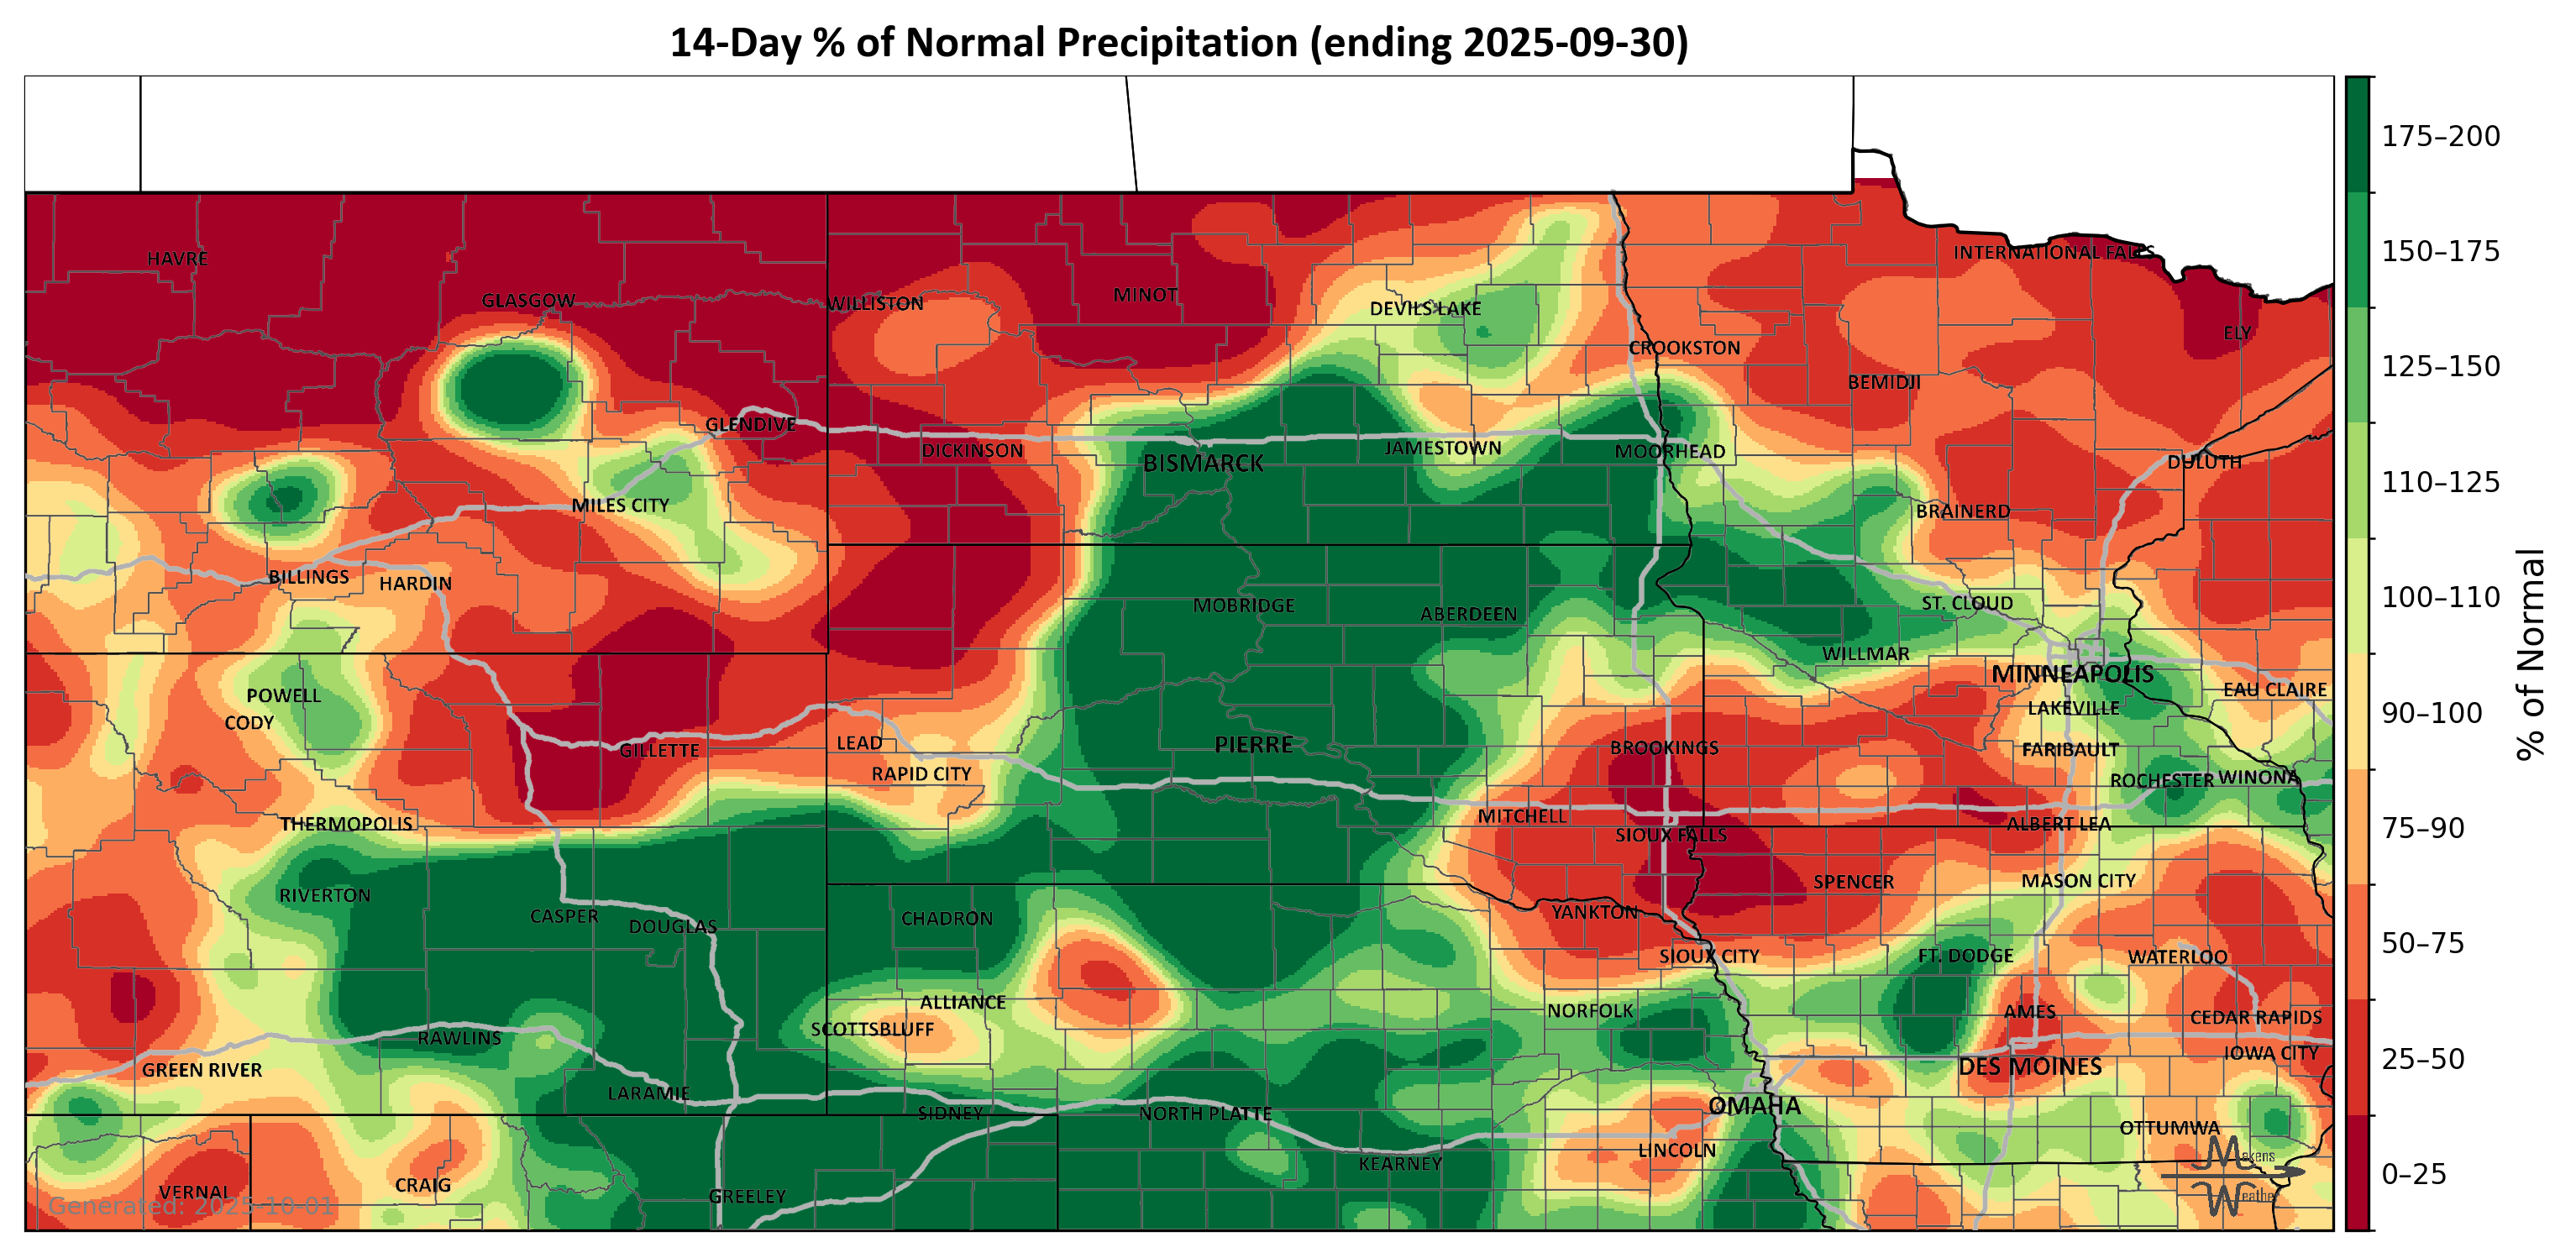 14-Day % of Normal Precipitation (ending 2025-09-30)
HAVRE
GLASGOW
WILLISTON
MINOT
DEVILS LAKE
CROOKSTON
INTERNATIONAL FALLS
ELY
BEMIDJI
GLENDIVE
DICKINSON
BISMARCK
JAMESTOWN
MOORHEAD
DULUTH
MILES CITY
BRAINERD
BILLINGS
HARDIN
MOBRIDGE
ABERDEEN
ST. CLOUD
WILLMAR
MINNEAPOLIS
EAU CLAIRE
POWELL
CODY
LAKEVILLE
GILLETTE
LEAD
RAPID CITY
PIERRE
BROOKINGS
FARIBAULT
ROCHESTER
WINONA
THERMOPOLIS
MITCHELL
SIOUX FALLS
ALBERT LEA
RIVERTON
CASPER
DOUGLAS
CHADRON
YANKTON
SPENCER
MASON CITY
SIOUX CITY
FT. DODGE
WATERLOO
ALLIANCE
SCOTTSBLUFF
NORFOLK
AMES
CEDAR RAPIDS
RAWLINS
GREEN RIVER
IOWA CITY
DES MOINES
LARAMIE
SIDNEY
NORTH PLATTE
OMAHA
OTTUMWA
LINCOLN
KEARNEY
VERNAL
CRAIG
GREELEY
Generated: 2025-10-01
Makens
Weather
175–200
150–175
125–150
110–125
100–110
90–100
75–90
50–75
25–50
0–25
% of Normal